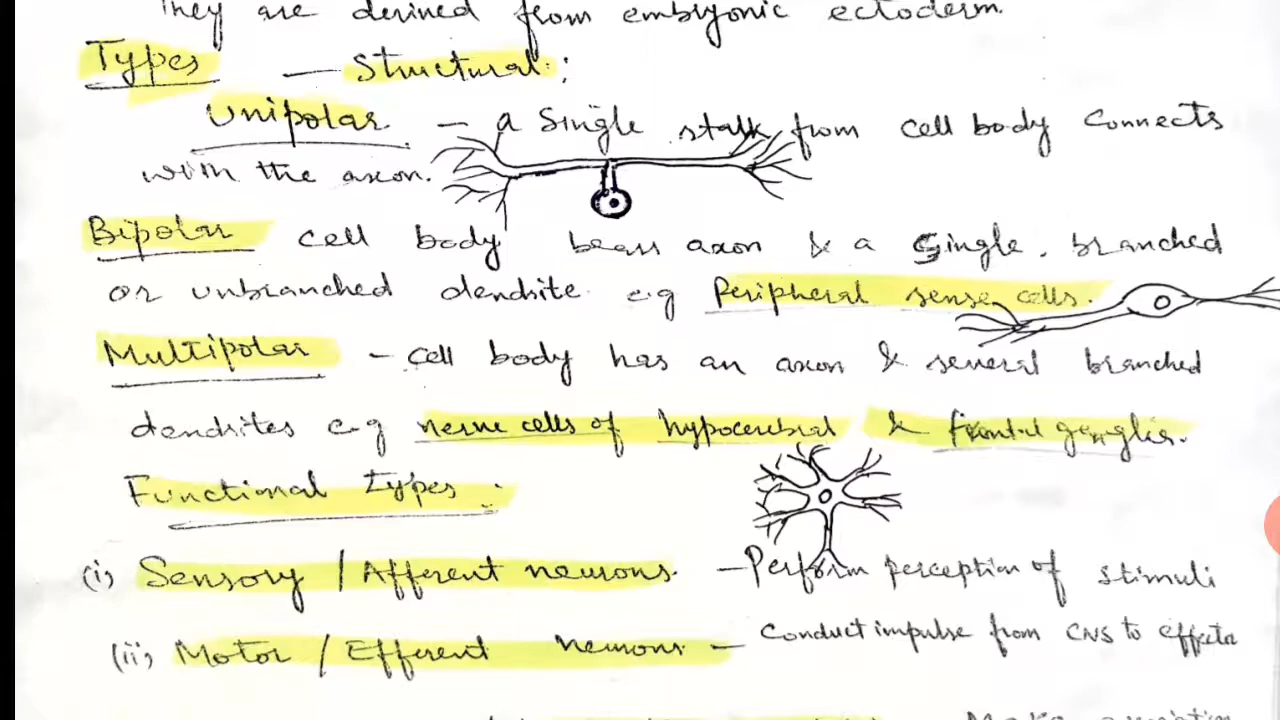 They are derived from embryonic ectoderm.
Types — Structural:
Unipolar — a single stalk from cell body connects
with the axon.
Bipolar cell body bears axon & a single, branched
or unbranched dendrite e.g Peripheral sense cells.
Multipolar - cell body has an axon & several branched
dendrites e.g nerve cells of hypocerebral & frontal ganglia.
Functional types :
(i) Sensory / Afferent neurons. — Perform perception of stimuli
(ii) Motor / Efferent neurons. — Conduct impulse from CNS to
Make